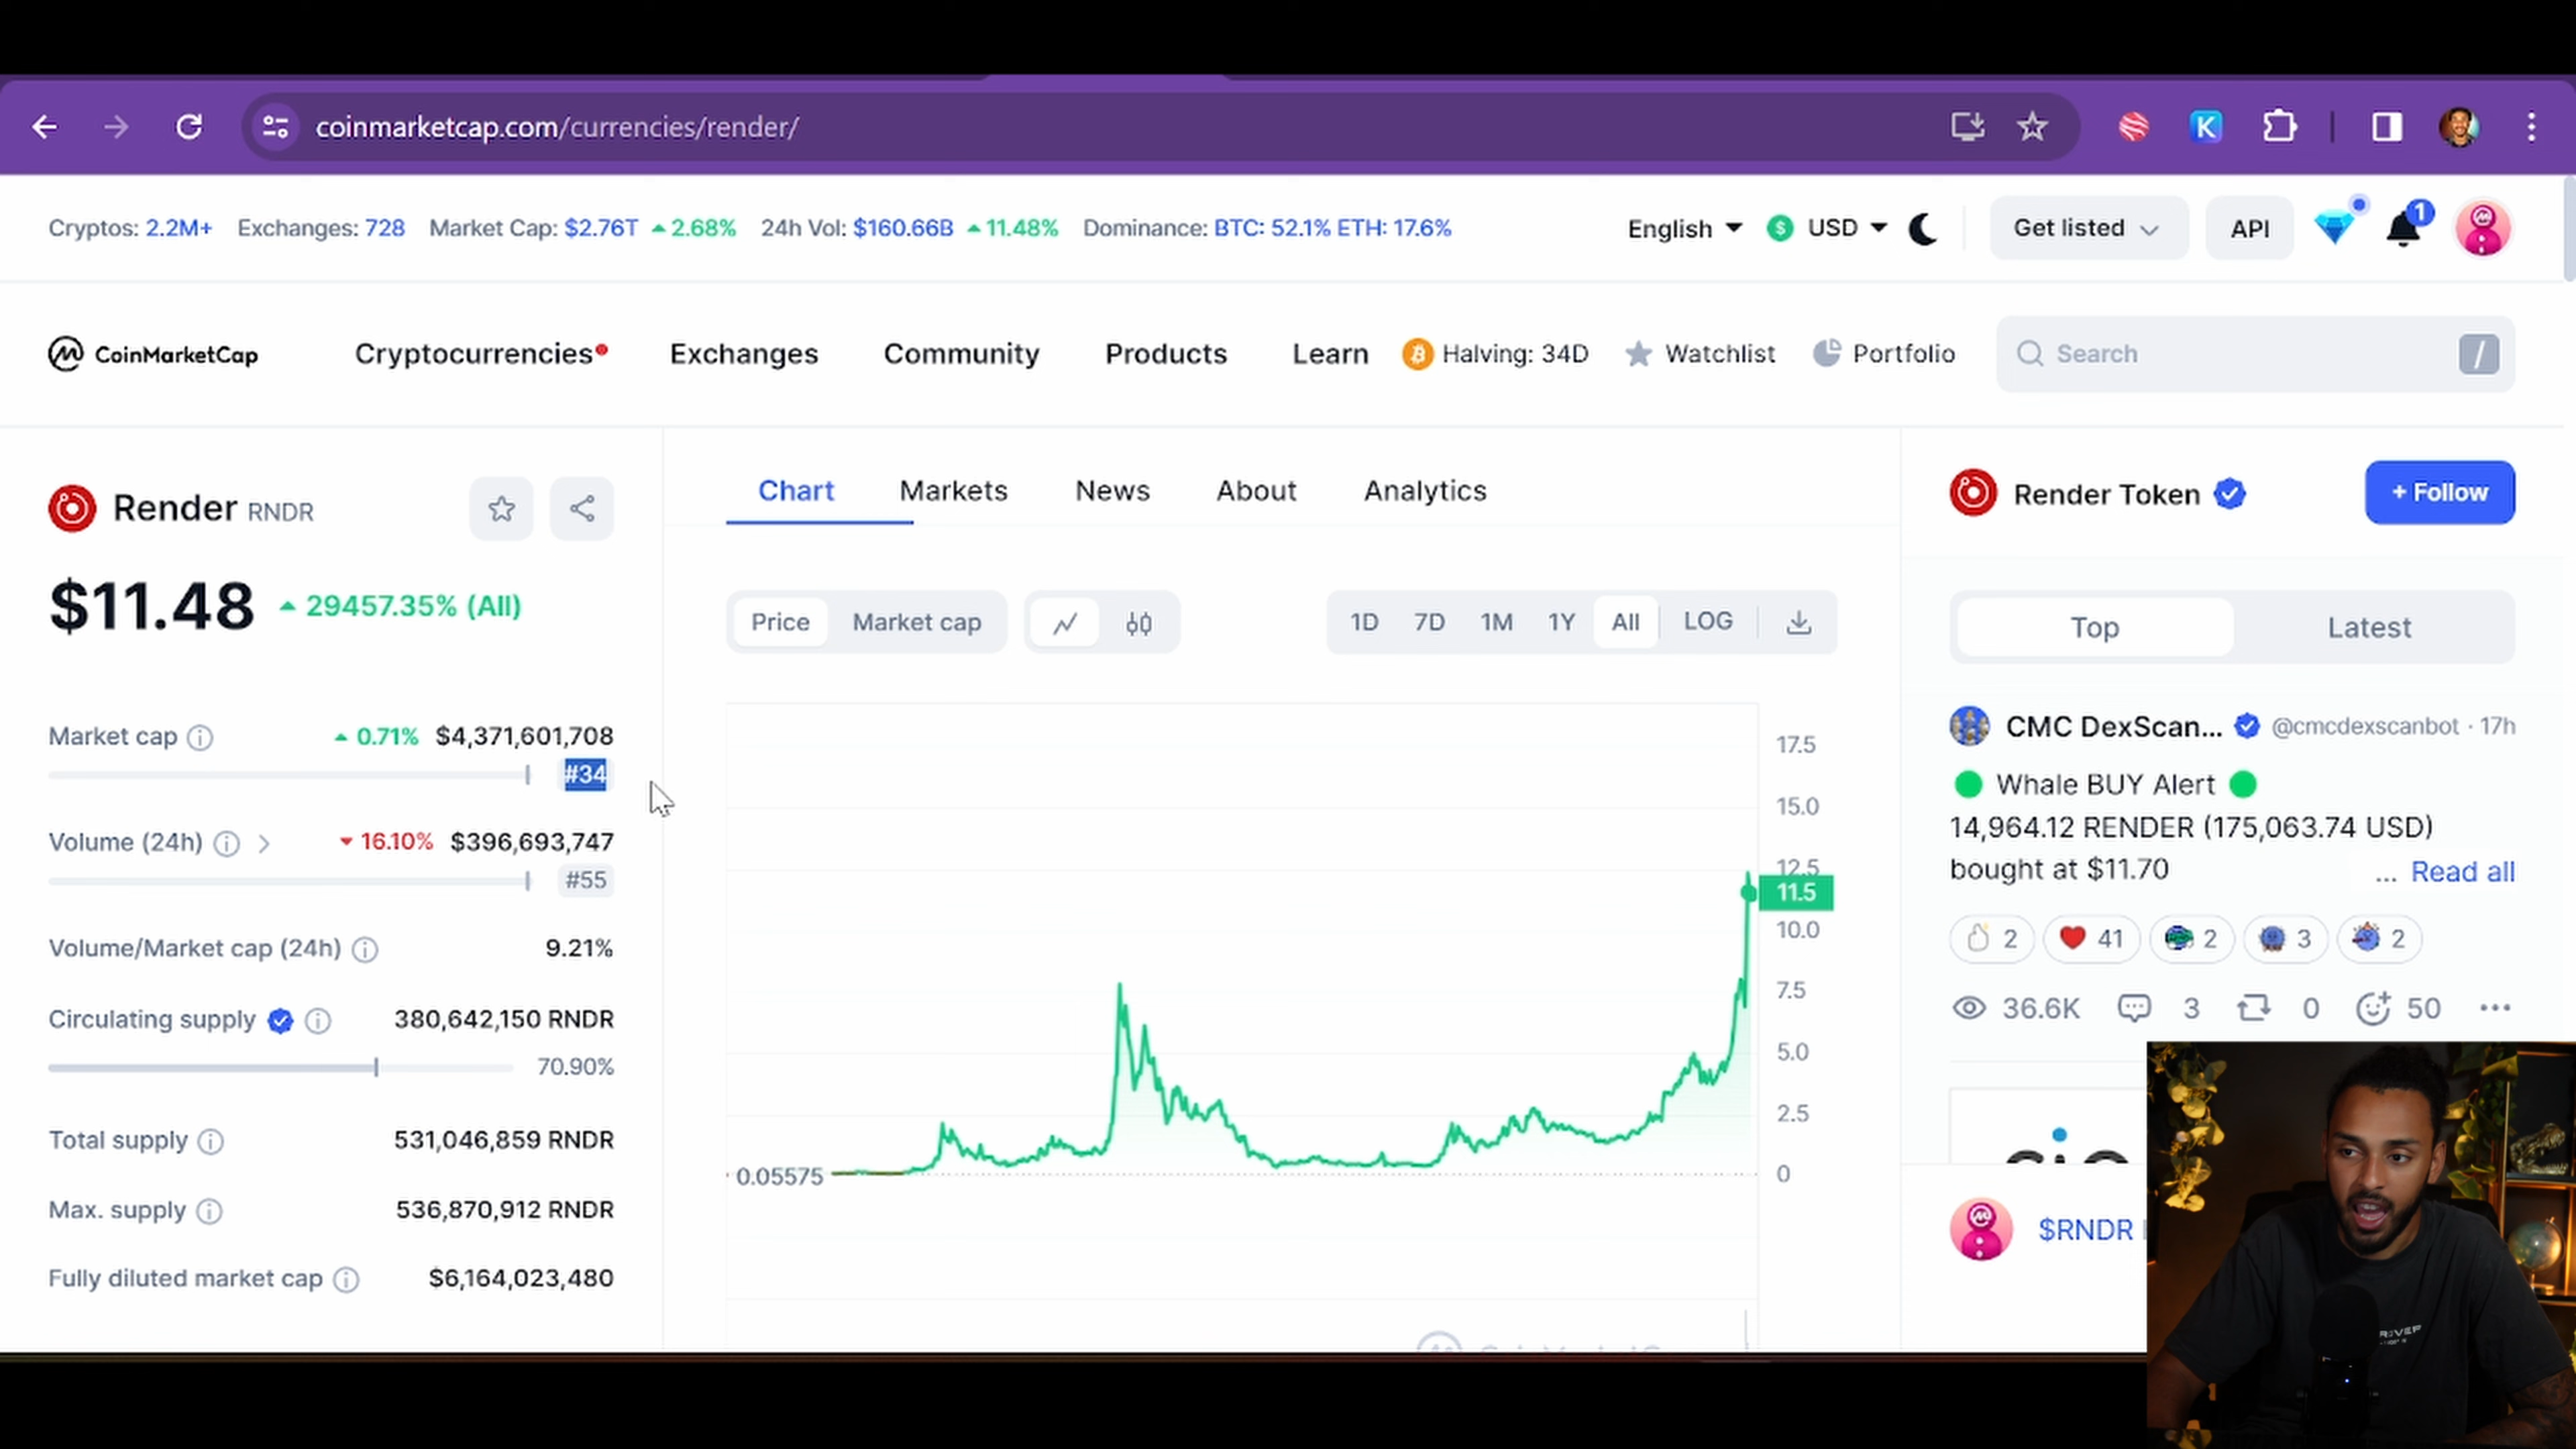 coinmarketcap.com/currencies/render/
K
Cryptos: 2.2M+ Exchanges: 728 Market Cap: $2.76T 2.68% 24h Vol: $160.66B 11.48% Dominance: BTC: 52.1% ETH: 17.6%
English USD Get listed API 1
CoinMarketCap Cryptocurrencies Exchanges Community Products Learn Halving: 34D Watchlist Portfolio Search /
Render RNDR
$11.48 29457.35% (All)
Market cap 0.71% $4,371,601,708
#34
Volume (24h) 16.10% $396,693,747
#55
Volume/Market cap (24h) 9.21%
Circulating supply 380,642,150 RNDR
70.90%
Total supply 531,046,859 RNDR
Max. supply 536,870,912 RNDR
Fully diluted market cap $6,164,023,480
Chart Markets News About Analytics
Price Market cap 1D 7D 1M 1Y All LOG
17.5
15.0
12.5
11.5
10.0
7.5
5.0
2.5
0
0.05575
Render Token + Follow
Top Latest
CMC DexScan... @cmcdexscanbot · 17h
Whale BUY Alert
14,964.12 RENDER (175,063.74 USD)
bought at $11.70 ... Read all
2 41 2 3 2
36.6K 3 0 50
$RNDR